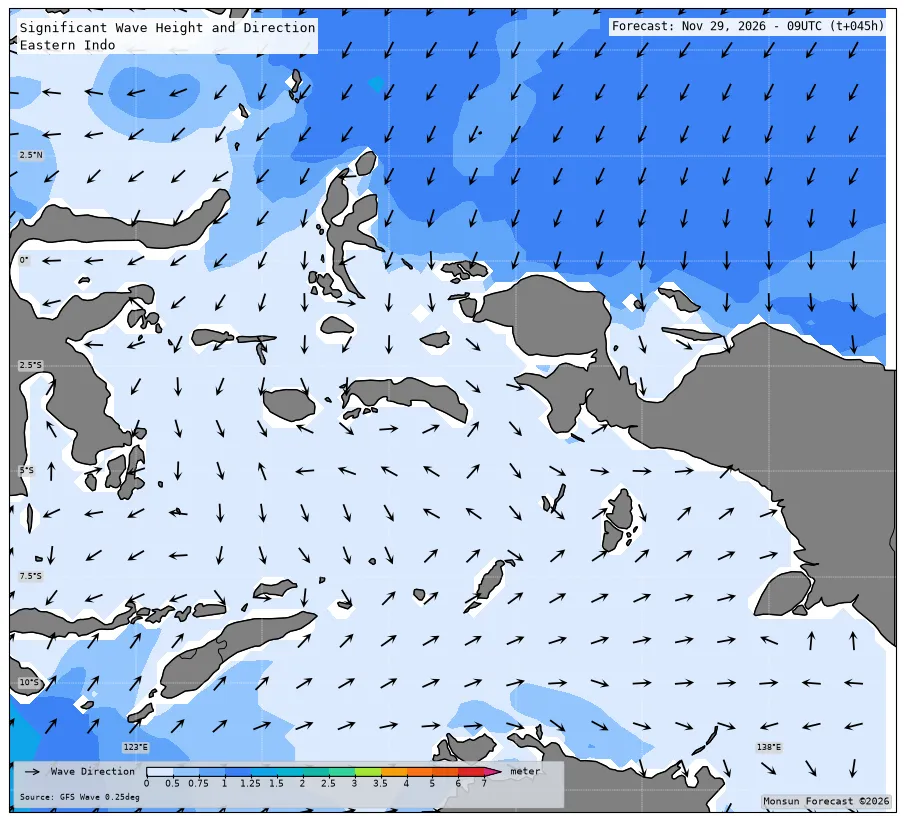 Significant Wave Height and Direction
Eastern Indo
Forecast: Nov 29, 2026 - 09UTC (t+045h)
2.5°N
0°
2.5°S
5°S
7.5°S
10°S
123°E
138°E
Wave Direction
meter
0 0.5 0.75 1 1.25 1.5 2 2.5 3 3.5 4 5 6 7
Source: GFS Wave 0.25deg
Monsun Forecast ©2026